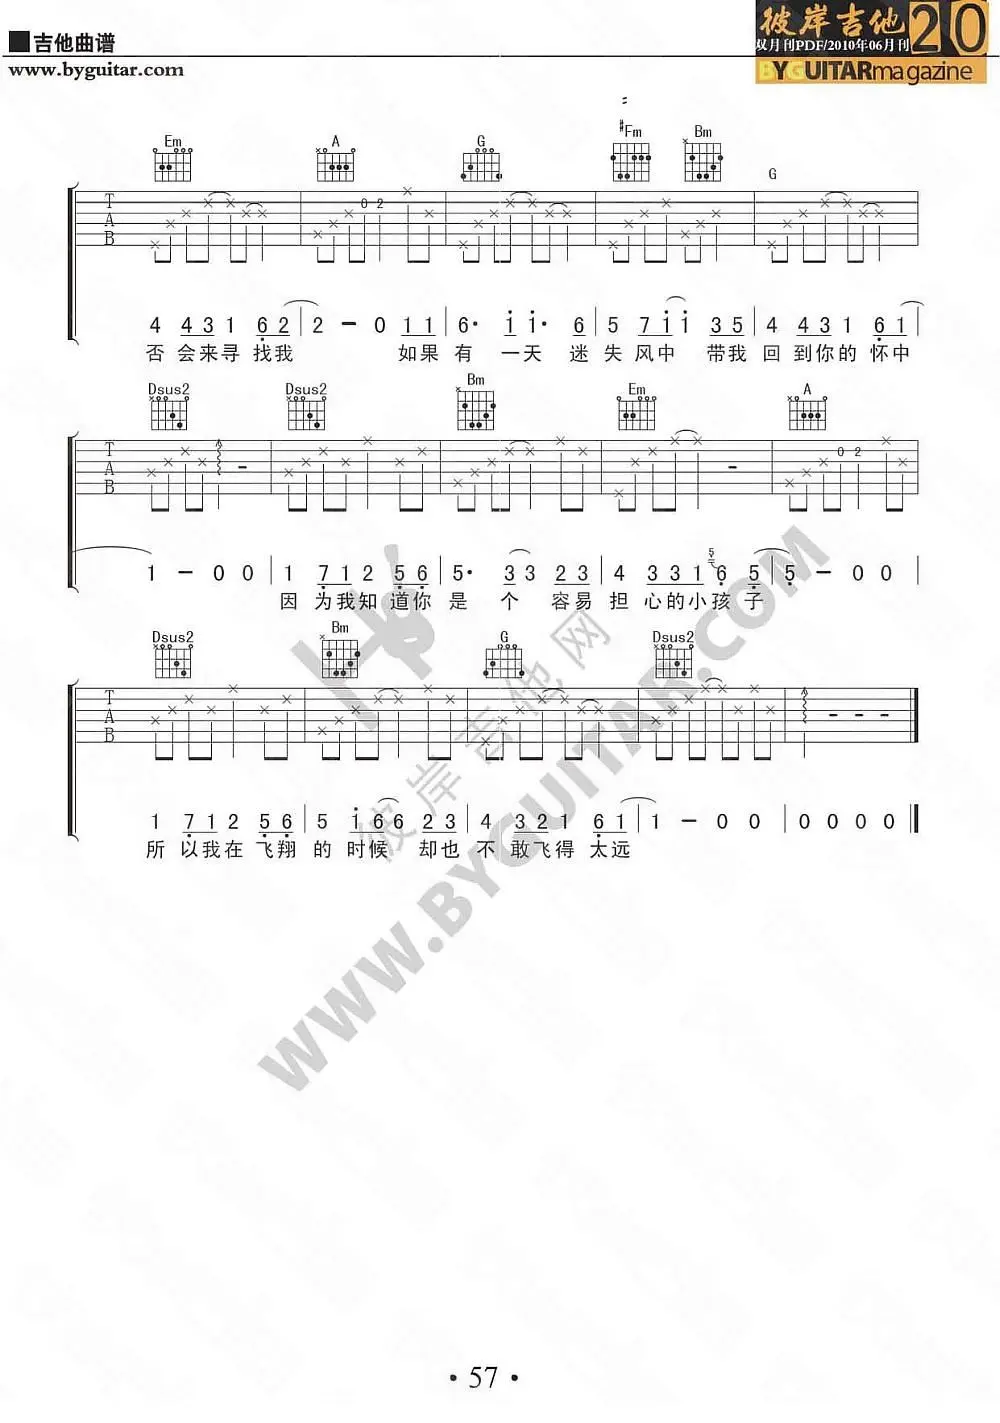 ■吉他曲谱
www.byguitar.com
彼岸吉他 20
双月刊PDF/2010年06月刊
BYGUITARmagazine
Em A G #Fm Bm G
T
A
B
0 2
4 4 3 1 6 2 | 2 - 0 1 1 | 6· 1 1· 6 | 5 7 1 1 3 5 | 4 4 3 1 6 1 |
否 会来寻 找我 如果 有 一天 迷 失 风中 带我 回 到你的 怀中
Dsus2 Dsus2 Bm Em A
T
A
B
- - 0 2
1 - 0 0 | 1 7 1 2 5 6 | 5· 3 3 2 3 | 4 3 3 1 6 5 | 5 - 0 0 |
因 为我知 道你 是 个 容易 担 心的小 孩子
Dsus2 Bm G Dsus2
T
A
B
- - -
1 7 1 2 6 6 | 5 1 6 6 2 3 | 4 3 2 1 6 1 | 1 - 0 0 | 0 0 0 0
所 以我在 飞翔 的 时候 却也 不 敢飞得 太远
彼岸吉他网
WWW.BYGUITAR.COM
· 57 ·